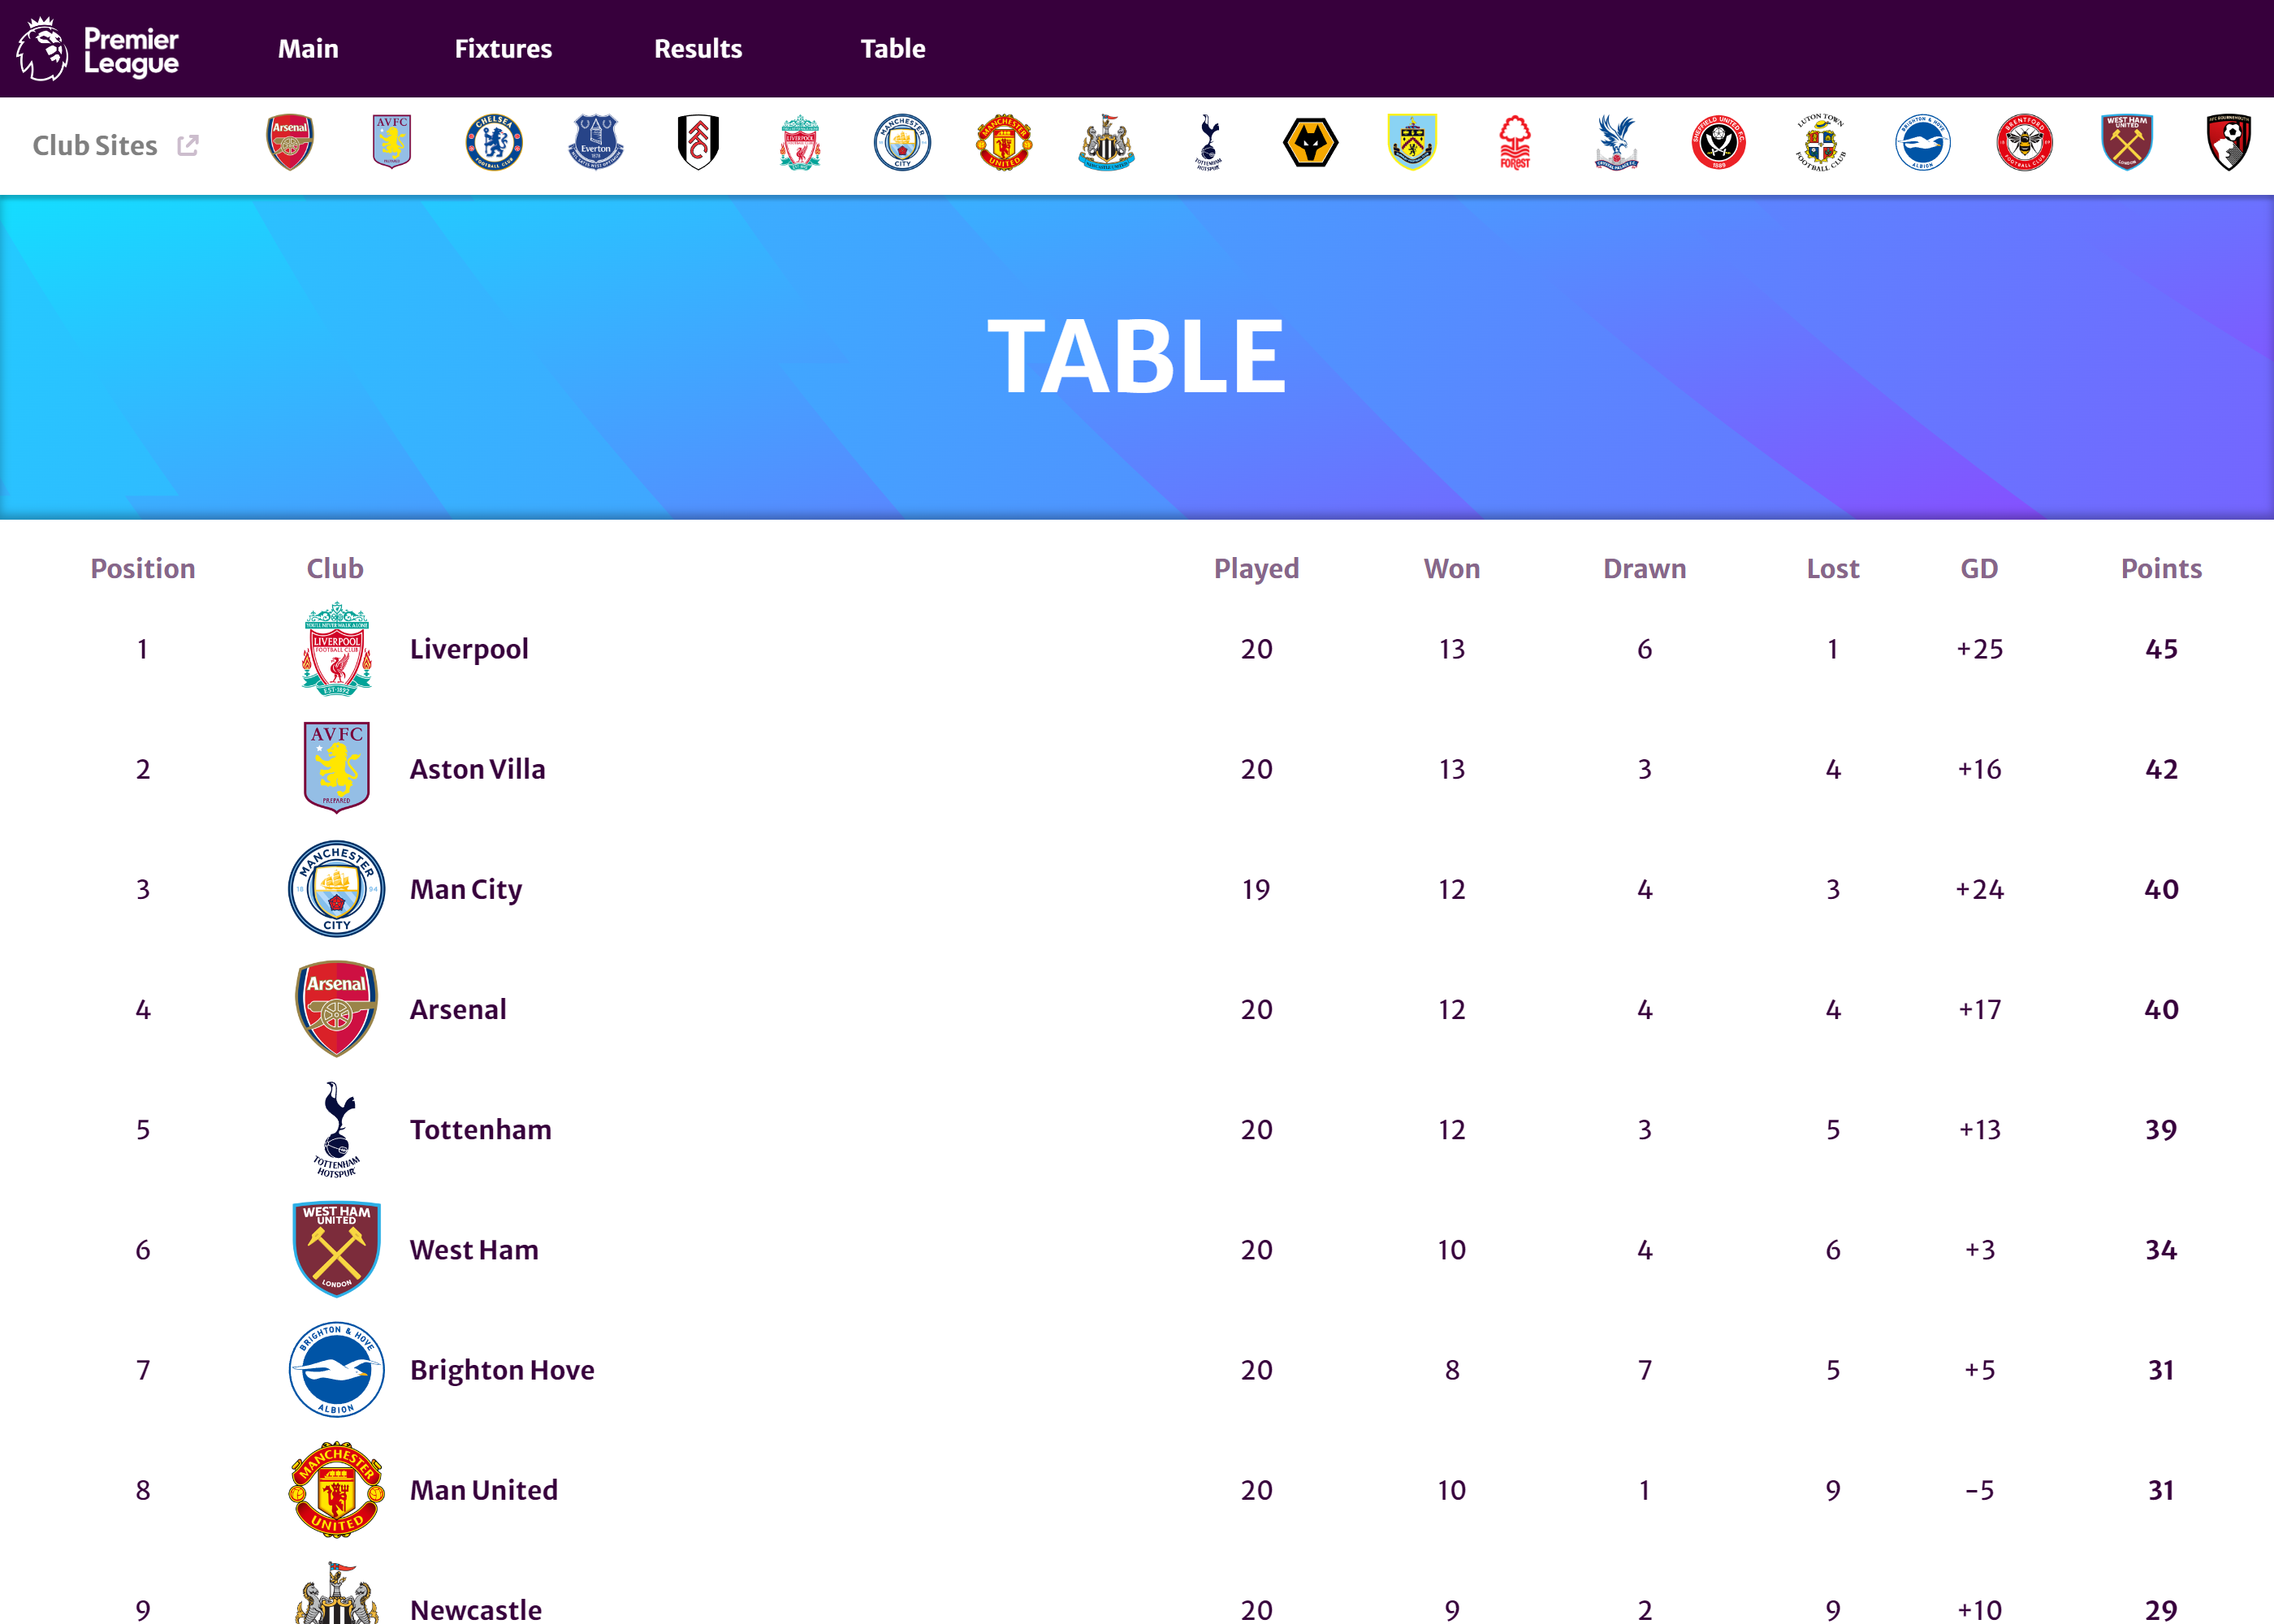 Premier League Main Fixtures Results Table
Club Sites
TABLE
Position Club Played Won Drawn Lost GD Points
1 Liverpool 20 13 6 1 +25 45
2 Aston Villa 20 13 3 4 +16 42
3 Man City 19 12 4 3 +24 40
4 Arsenal 20 12 4 4 +17 40
5 Tottenham 20 12 3 5 +13 39
6 West Ham 20 10 4 6 +3 34
7 Brighton Hove 20 8 7 5 +5 31
8 Man United 20 10 1 9 -5 31
9 Newcastle 20 9 2 9 +10 29